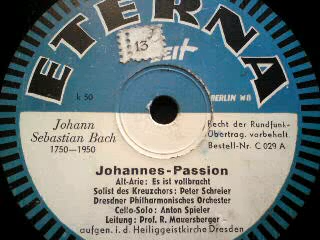 ETERNA
13
k 50
BERLIN W8
Johann
Sebastian Bach
1750-1950
Recht der Rundfunk-
Übertrag. vorbehalt.
Bestell-Nr. C 029 A
Johannes-Passion
Alt-Arie: Es ist vollbracht
Solist des Kreuzchors: Peter Schreier
Dresdner Philharmonisches Orchester
Cello-Solo: Anton Spieler
Leitung: Prof. R. Mauersberger
aufgen. i. d. Heiliggeistkirche Dresden